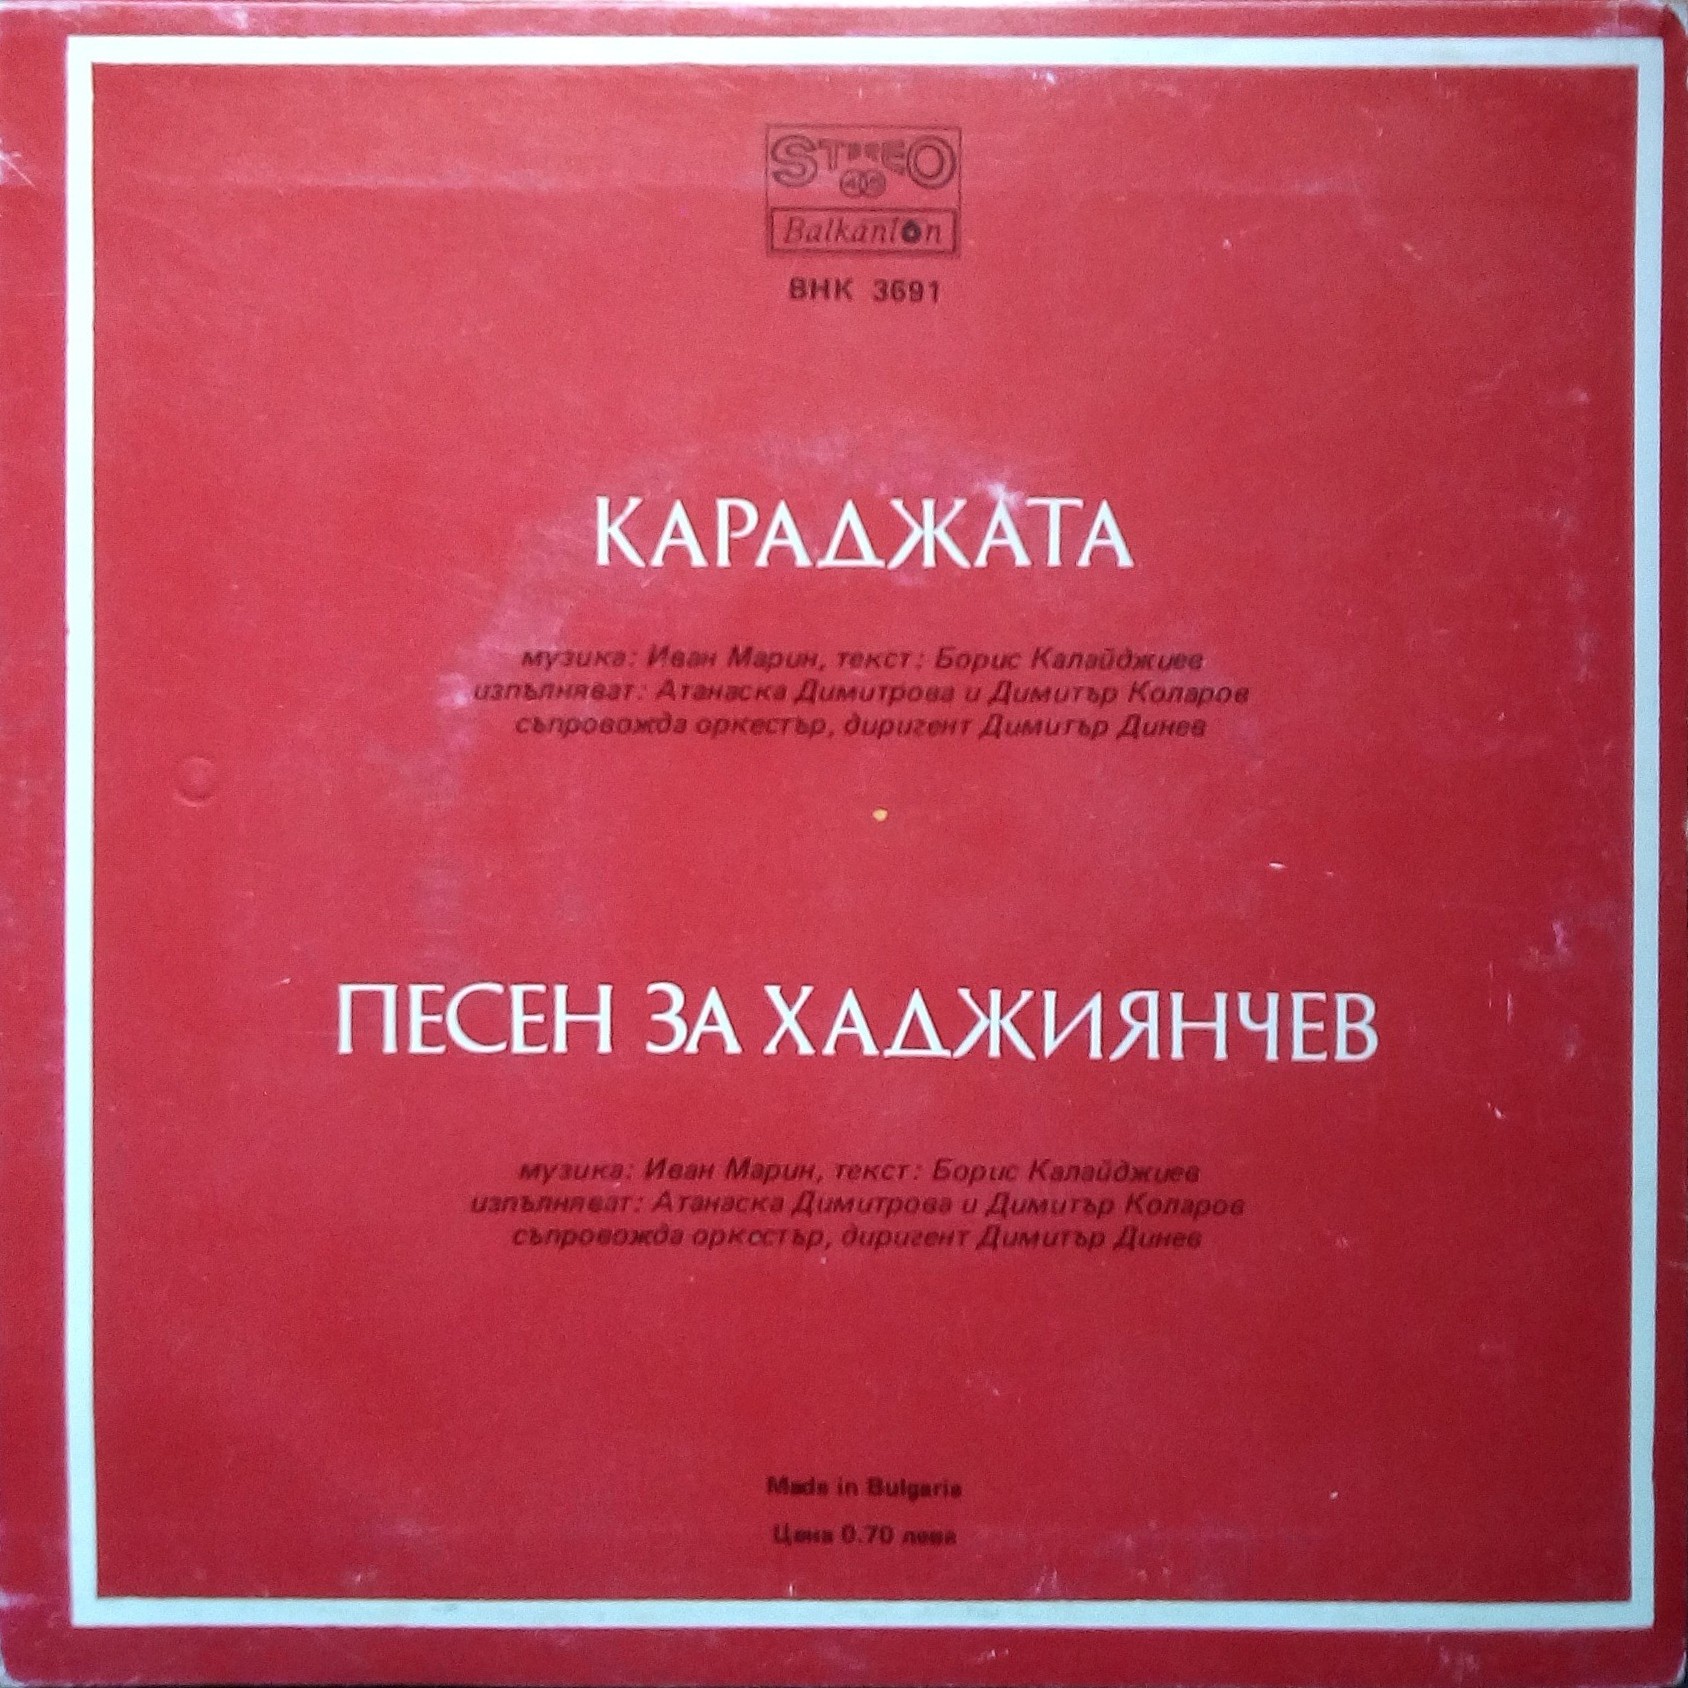 STEREO
Balkanton
ВНК 3691
КАРАДЖАТА
музика: Иван Марин, текст: Борис Калайджиев
изпълняват: Атанаска Димитрова и Димитър Коларов
съпровожда оркестър, диригент Димитър Динев
ПЕСЕН ЗА ХАДЖИЯНЧЕВ
музика: Иван Марин, текст: Борис Калайджиев
изпълняват: Атанаска Димитрова и Димитър Коларов
съпровожда оркестър, диригент Димитър Динев
Made in Bulgaria
Цена 0.70 лева